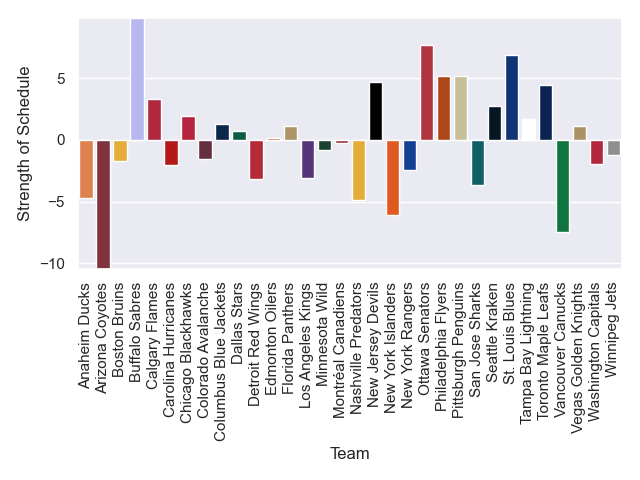 Strength of Schedule
5
0
−5
−10
Anaheim Ducks
Arizona Coyotes
Boston Bruins
Buffalo Sabres
Calgary Flames
Carolina Hurricanes
Chicago Blackhawks
Colorado Avalanche
Columbus Blue Jackets
Dallas Stars
Detroit Red Wings
Edmonton Oilers
Florida Panthers
Los Angeles Kings
Minnesota Wild
Montréal Canadiens
Nashville Predators
New Jersey Devils
New York Islanders
New York Rangers
Ottawa Senators
Philadelphia Flyers
Pittsburgh Penguins
San Jose Sharks
Seattle Kraken
St. Louis Blues
Tampa Bay Lightning
Toronto Maple Leafs
Vancouver Canucks
Vegas Golden Knights
Washington Capitals
Winnipeg Jets
Team